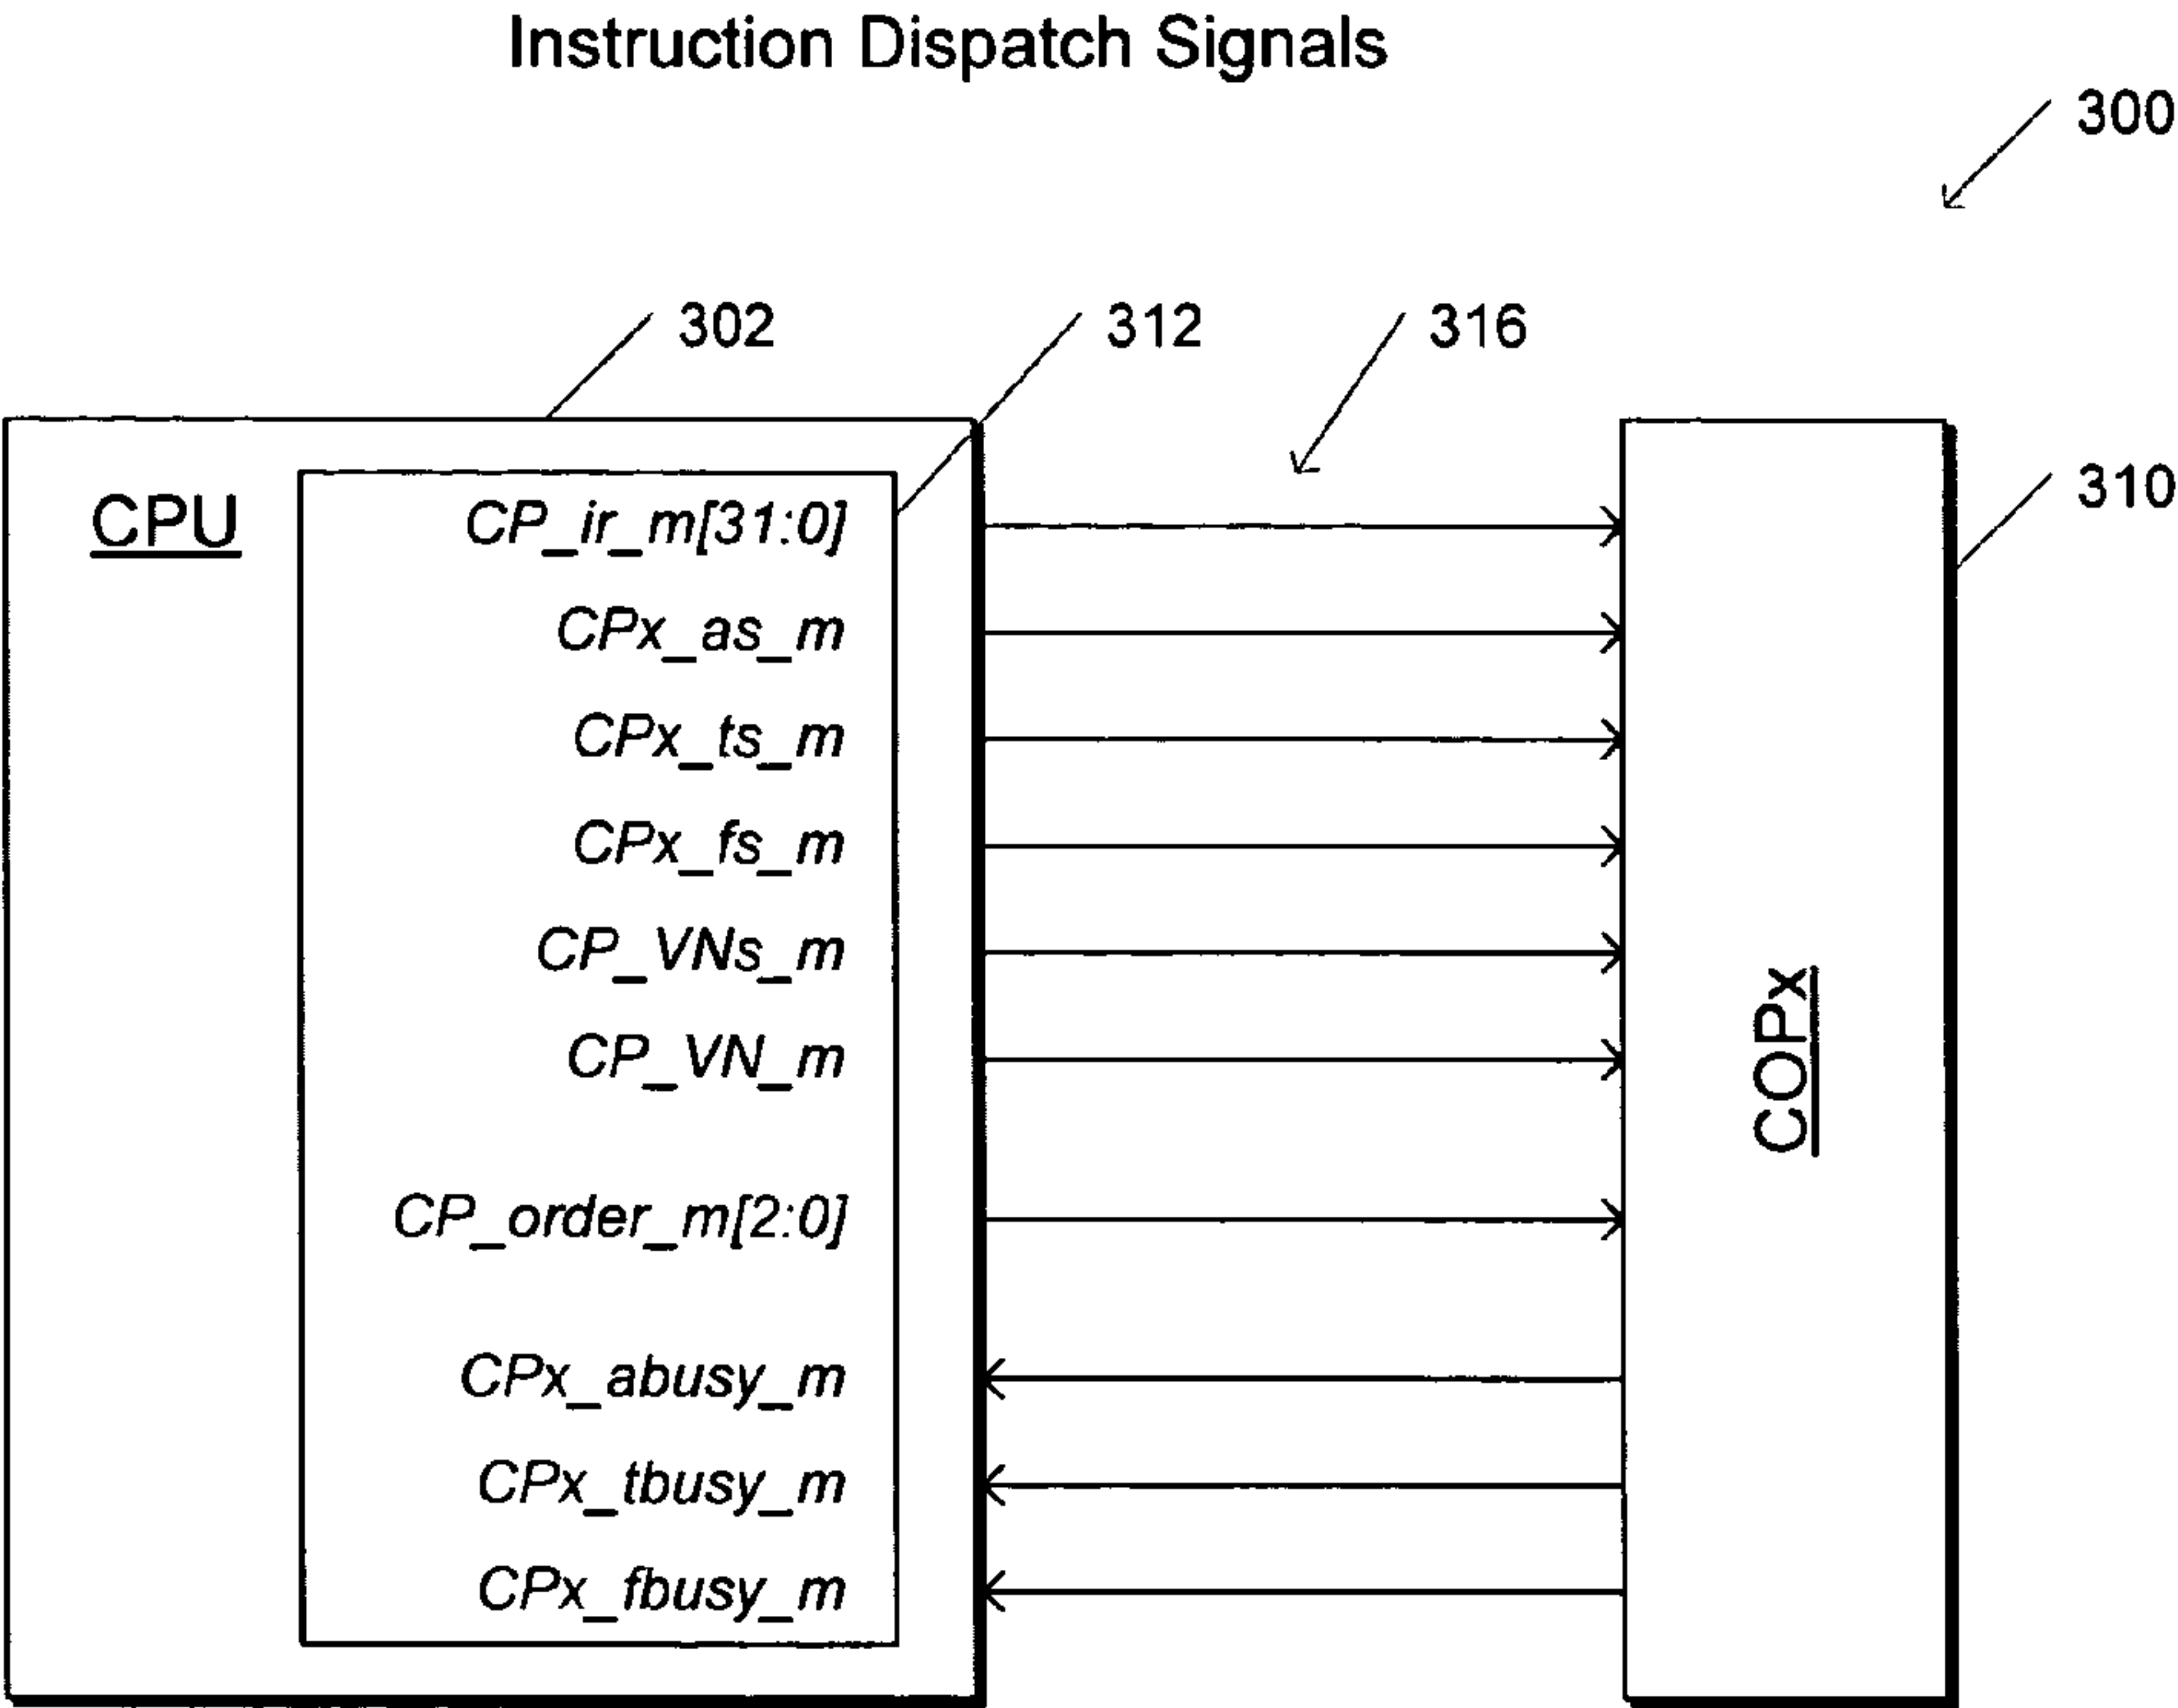 Instruction Dispatch Signals
300
302
312
316
310
CPU
CP_ir_m[31:0]
CPx_as_m
CPx_ts_m
CPx_fs_m
CP_VNs_m
CP_VN_m
CP_order_m[2:0]
CPx_abusy_m
CPx_tbusy_m
CPx_fbusy_m
COPx